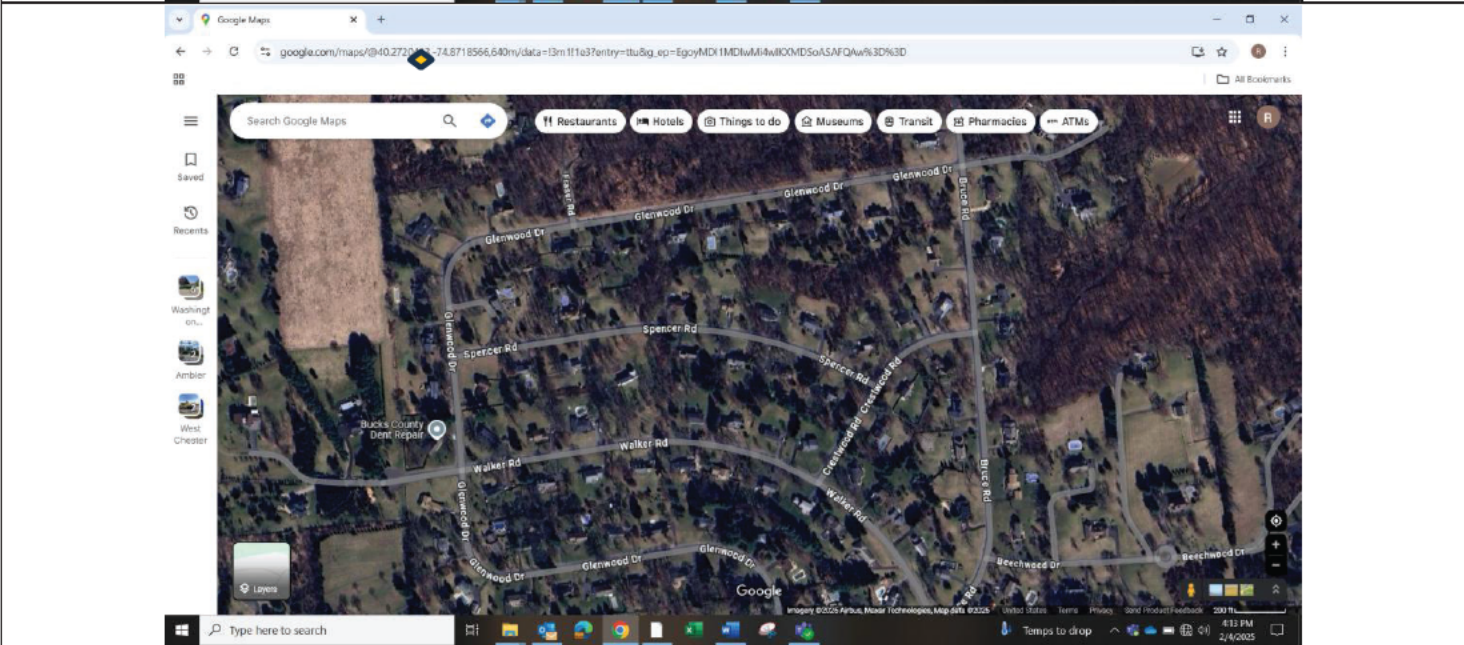 Google Maps
google.com/maps/@40.2720
-74.8718566,640m/data=!3m1!1e3?entry=ttu&g_ep=EgoyMDI1MDIwMi4wIKXMDSoASAFQAw%3D%3D
R
All Bookmarks
Search Google Maps
Restaurants
Hotels
Things to do
Museums
Transit
Pharmacies
ATMs
R
Saved
Recents
Washingt
on...
Ambler
West
Chester
Fraser Rd
Glenwood Dr
Glenwood Dr
Glenwood Dr
Glenwood Dr
Bruce Rd
Glenwood Dr
Spencer Rd
Spencer Rd
Spencer Rd
Crestwood Rd
Crestwood Rd
Bucks County
Dent Repair
Walker Rd
Walker Rd
Walker Rd
Bruce Rd
Glenwood Dr
Glenwood Dr
Glenwood Dr
Glenwood Dr
Beechwood Dr
Beechwood Dr
e Rd
Layers
Google
Imagery ©2025 Airbus, Maxar Technologies, Map data ©2025
United States
Terms
Privacy
Send Product Feedback
200 ft
Type here to search
Temps to drop
4:13 PM
2/4/2025